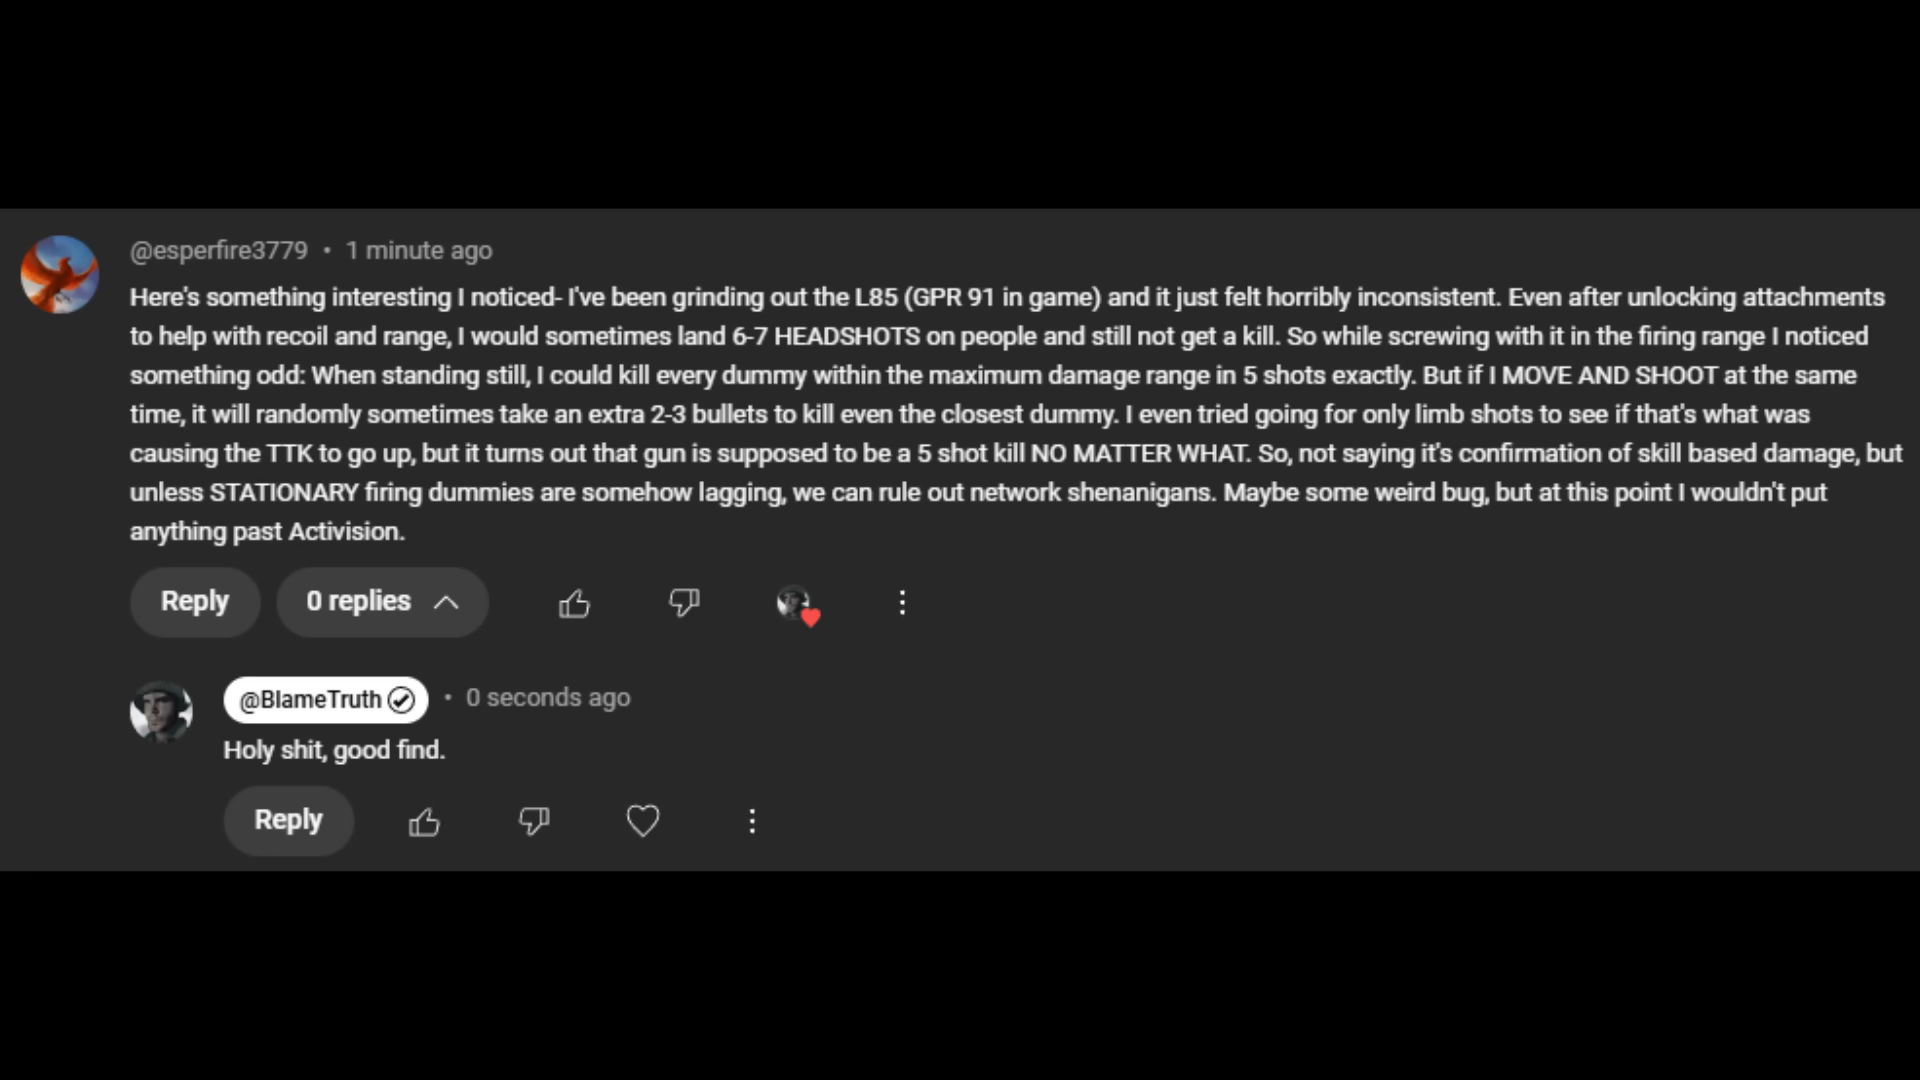 @esperfire3779 • 1 minute ago
Here's something interesting I noticed- I've been grinding out the L85 (GPR 91 in game) and it just felt horribly inconsistent. Even after unlocking attachments
to help with recoil and range, I would sometimes land 6-7 HEADSHOTS on people and still not get a kill. So while screwing with it in the firing range I noticed
something odd: When standing still, I could kill every dummy within the maximum damage range in 5 shots exactly. But if I MOVE AND SHOOT at the same
time, it will randomly sometimes take an extra 2-3 bullets to kill even the closest dummy. I even tried going for only limb shots to see if that's what was
causing the TTK to go up, but it turns out that gun is supposed to be a 5 shot kill NO MATTER WHAT. So, not saying it's confirmation of skill based damage, but
unless STATIONARY firing dummies are somehow lagging, we can rule out network shenanigans. Maybe some weird bug, but at this point I wouldn't put
anything past Activision.
Reply 0 replies
@BlameTruth • 0 seconds ago
Holy shit, good find.
Reply